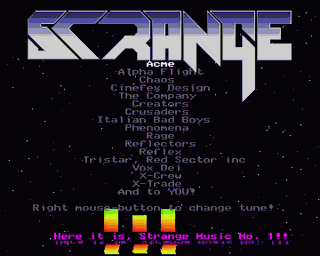 SCRANGE
Acme
Alpha Flight
Chaos
Cinefex Design
The Company
Creators
Crusaders
Italian Bad Boys
Phenomena
Rage
Reflectors
Reflex
Tristar, Red Sector inc
Vox Dei
X-Crew
X-Trade
And to YOU!
Right mouse button to change tune!
Here it is, Strange Music No. 1!!